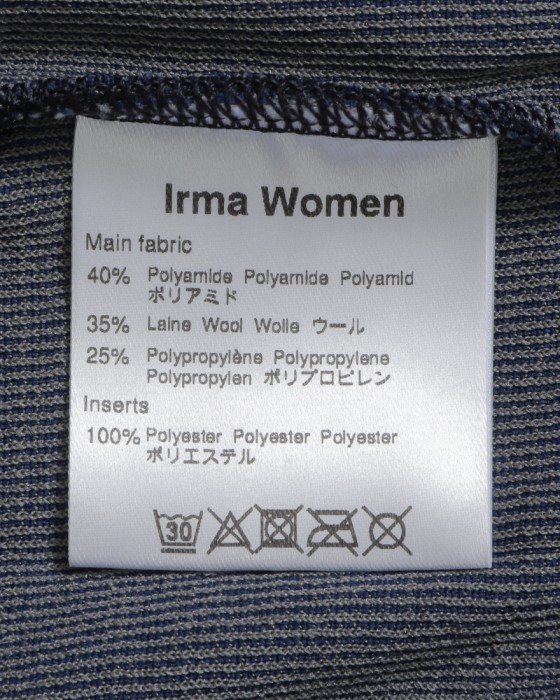 Irma Women
Main fabric
40% Polyamide Polyamide Polyamid
ポリアミド
35% Laine Wool Wolle ウール
25% Polypropylène Polypropylene
Polypropylen ポリプロピレン
Inserts
100% Polyester Polyester Polyester
ポリエステル
30